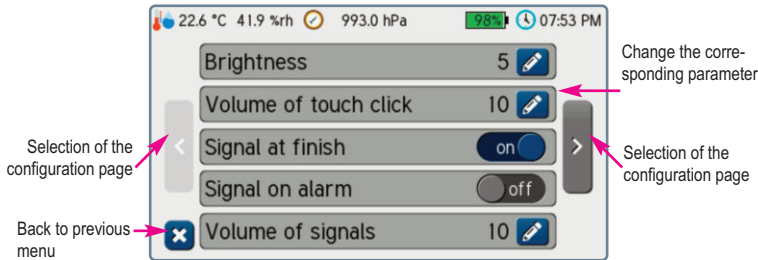 22.6 °C 41.9 %rh 993.0 hPa 98% 07:53 PM
Brightness 5
Change the corre-
sponding parameter
Volume of touch click 10
Selection of the
configuration page
Signal at finish on
Selection of the
configuration page
Signal on alarm off
Back to previous
menu
Volume of signals 10